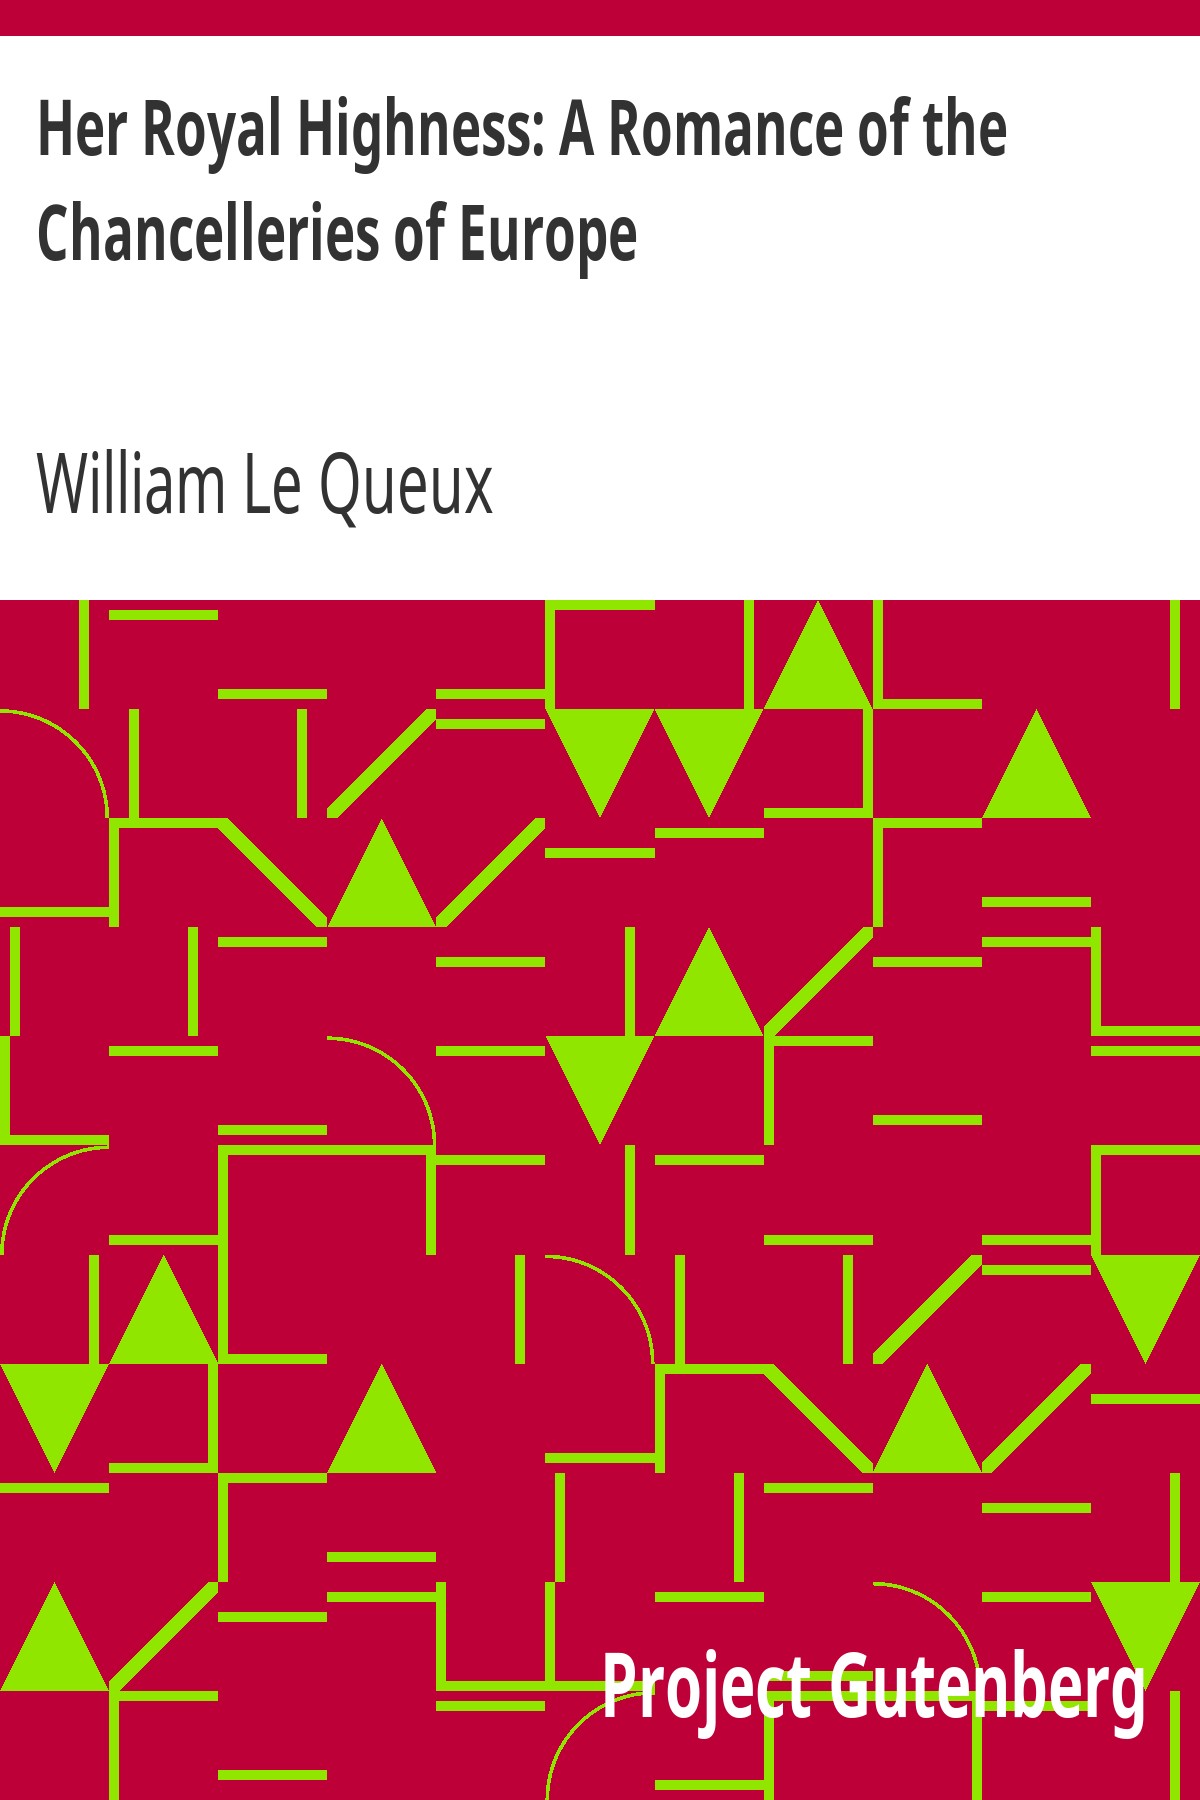 Her Royal Highness: A Romance of the
Chancelleries of Europe
William Le Queux
Project Gutenberg